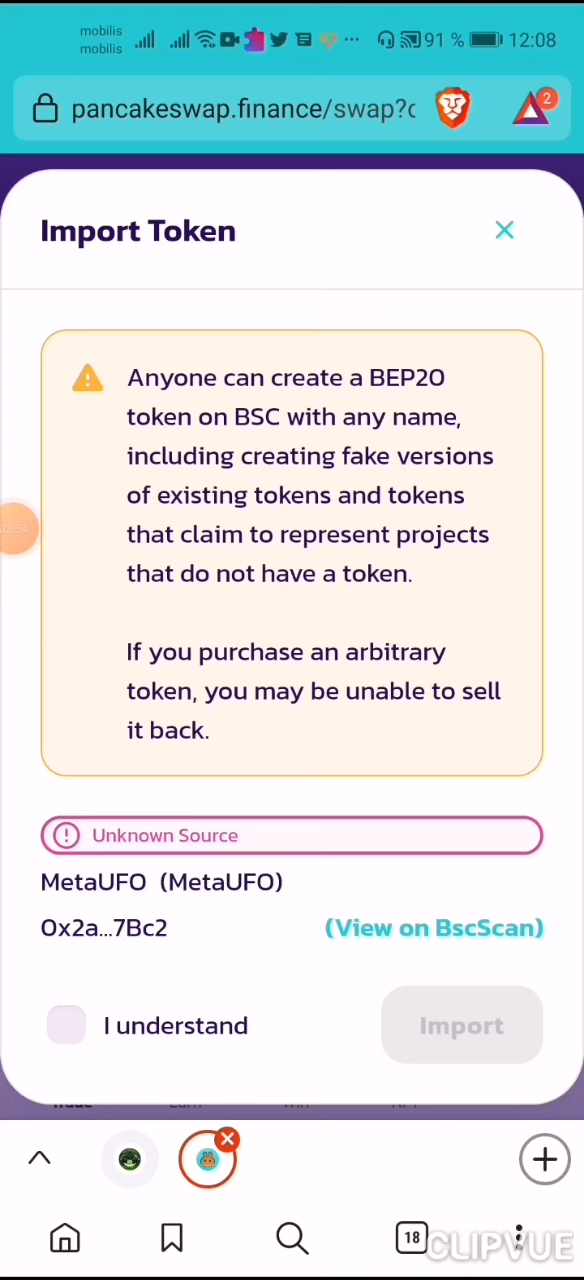 mobilis
mobilis
91 %
12:08
pancakeswap.finance/swap?c
2
Import Token
Anyone can create a BEP20
token on BSC with any name,
including creating fake versions
of existing tokens and tokens
that claim to represent projects
that do not have a token.
If you purchase an arbitrary
token, you may be unable to sell
it back.
02:54
Unknown Source
MetaUFO (MetaUFO)
0x2a...7Bc2
(View on BscScan)
I understand
Import
18
CLIPVUE